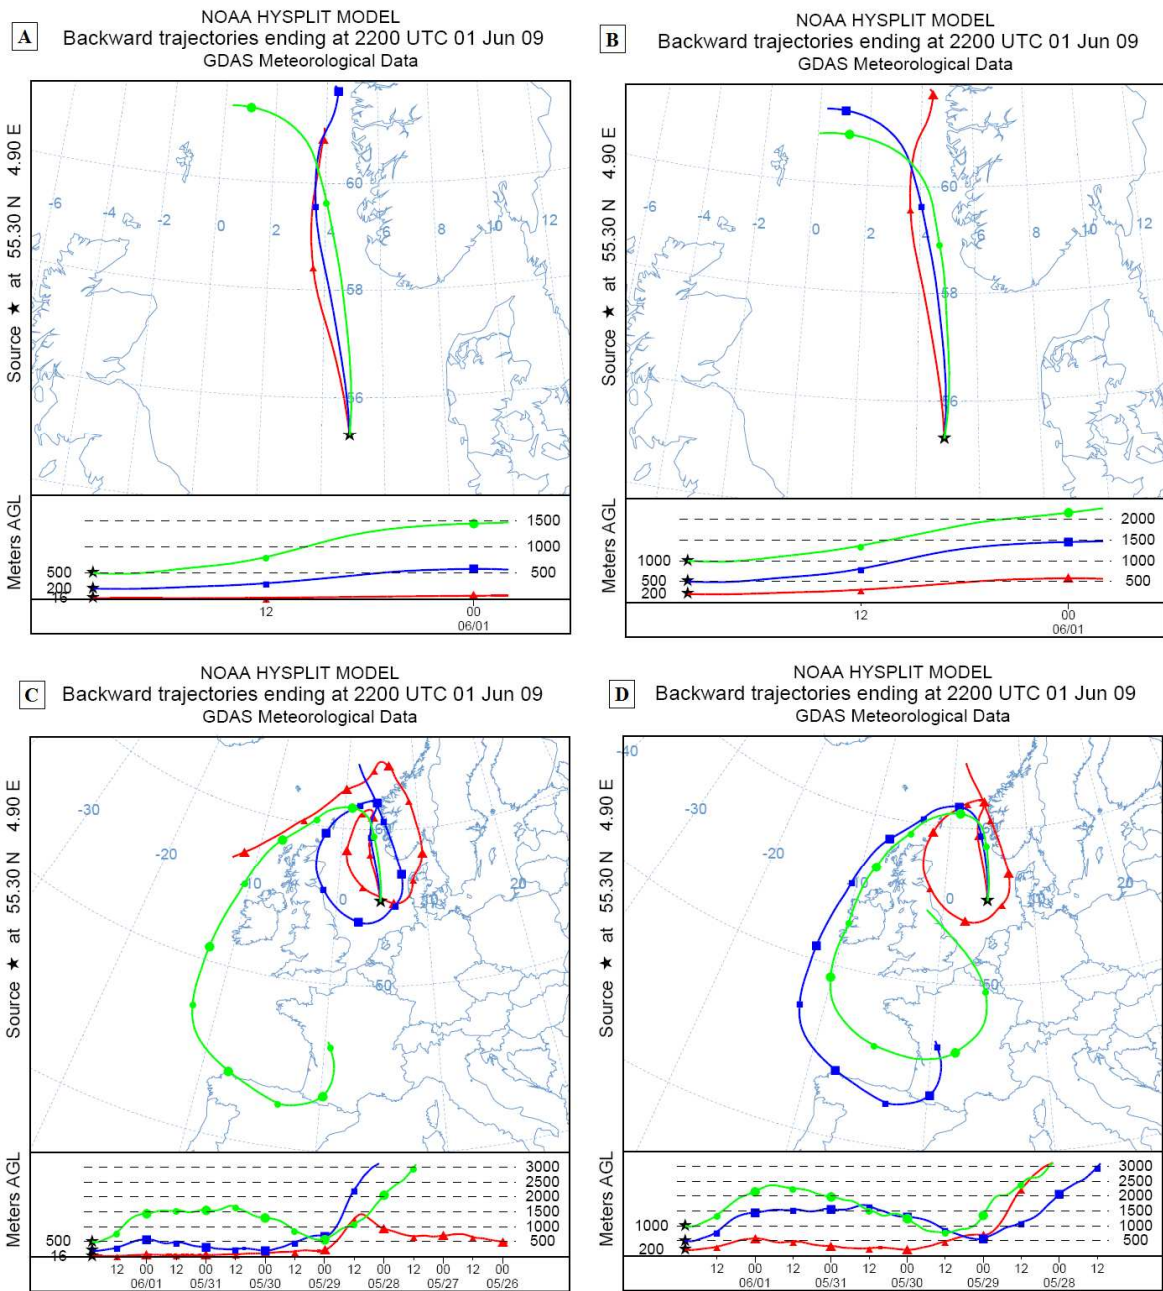 A
NOAA HYSPLIT MODEL
Backward trajectories ending at 2200 UTC 01 Jun 09
GDAS Meteorological Data
Source ★ at 55.30 N 4.90 E
-6
-4
-2
0
2
4
6
8
10
12
60
58
56
Meters AGL
500
200
16
1500
1000
500
12
00
06/01
B
NOAA HYSPLIT MODEL
Backward trajectories ending at 2200 UTC 01 Jun 09
GDAS Meteorological Data
Source ★ at 55.30 N 4.90 E
-6
-4
-2
0
2
4
6
8
10
12
60
58
56
Meters AGL
1000
500
200
2000
1500
1000
500
12
00
06/01
C
NOAA HYSPLIT MODEL
Backward trajectories ending at 2200 UTC 01 Jun 09
GDAS Meteorological Data
Source ★ at 55.30 N 4.90 E
-30
-20
-10
0
10
20
60
50
Meters AGL
500
16
3000
2500
2000
1500
1000
500
12 00 12 00 12 00 12 00 12 00 12 00 12 00
06/01 05/31 05/30 05/29 05/28 05/27 05/26
D
NOAA HYSPLIT MODEL
Backward trajectories ending at 2200 UTC 01 Jun 09
GDAS Meteorological Data
Source ★ at 55.30 N 4.90 E
-40
-30
-20
-10
0
10
20
50
Meters AGL
1000
500
200
3000
2500
2000
1500
1000
500
12 00 12 00 12 00 12 00 12 00 12
06/01 05/31 05/30 05/29 05/28